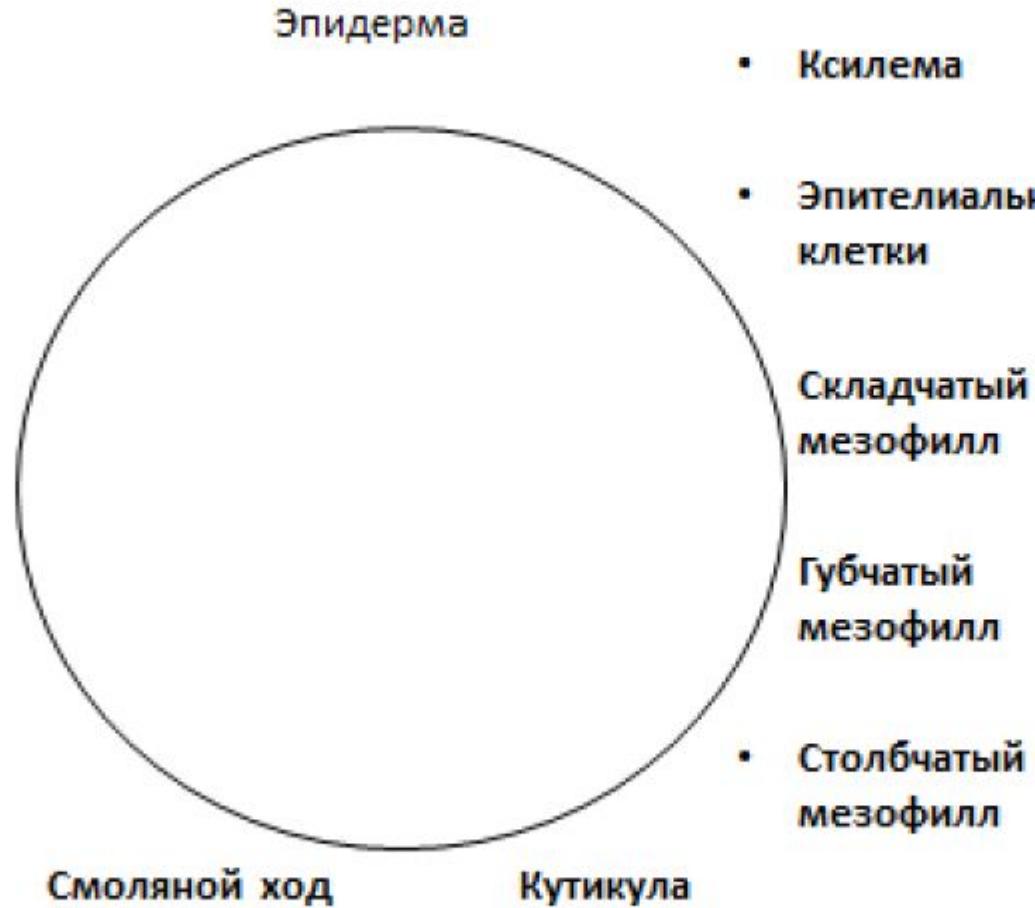 Эпидерма
• Ксилема
• клетки
Складчатый
мезофилл
Губчатый
мезофилл
• Столбчатый
мезофилл
Смоляной ход
Кутикула